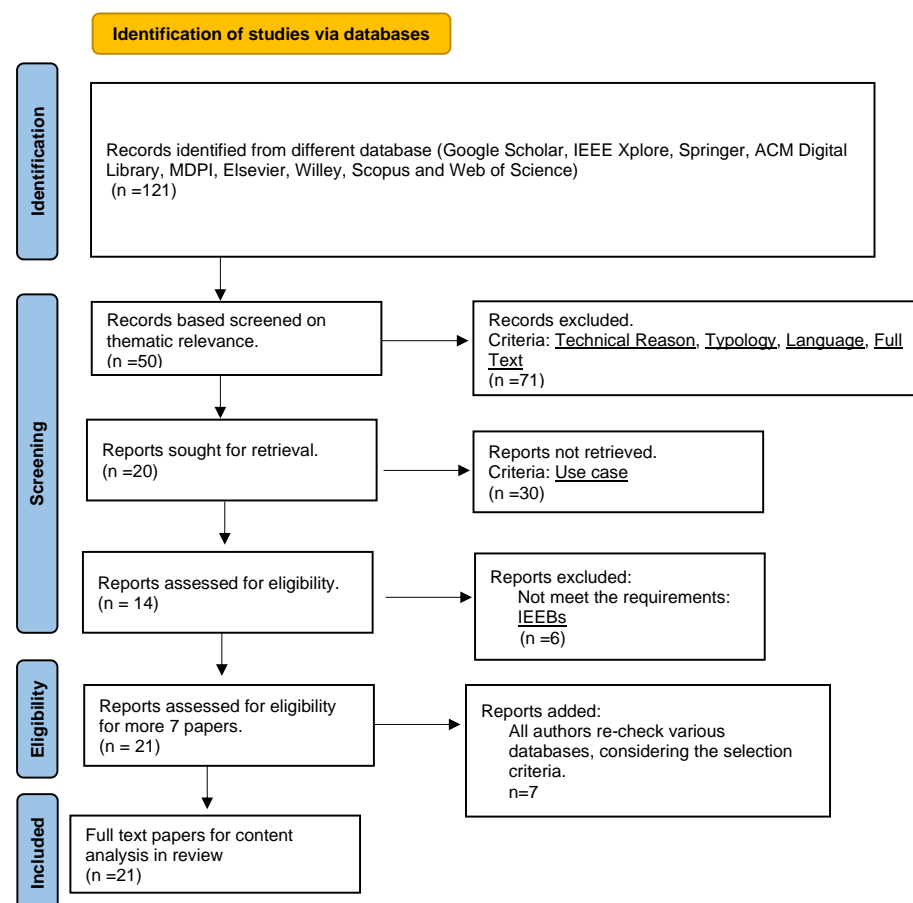 Identification of studies via databases
Identification
Records identified from different database (Google Scholar, IEEE Xplore, Springer, ACM Digital
Library, MDPI, Elsevier, Willey, Scopus and Web of Science)
(n =121)
Screening
Records based screened on
thematic relevance.
(n =50)
Records excluded.
Criteria: Technical Reason, Typology, Language, Full
Text
(n =71)
Reports sought for retrieval.
(n =20)
Reports not retrieved.
Criteria: Use case
(n =30)
Reports assessed for eligibility.
(n = 14)
Reports excluded:
Not meet the requirements:
IEEBs
(n =6)
Eligibility
Reports assessed for eligibility
for more 7 papers.
(n = 21)
Reports added:
All authors re-check various
databases, considering the selection
criteria.
n=7
Included
Full text papers for content
analysis in review
(n =21)